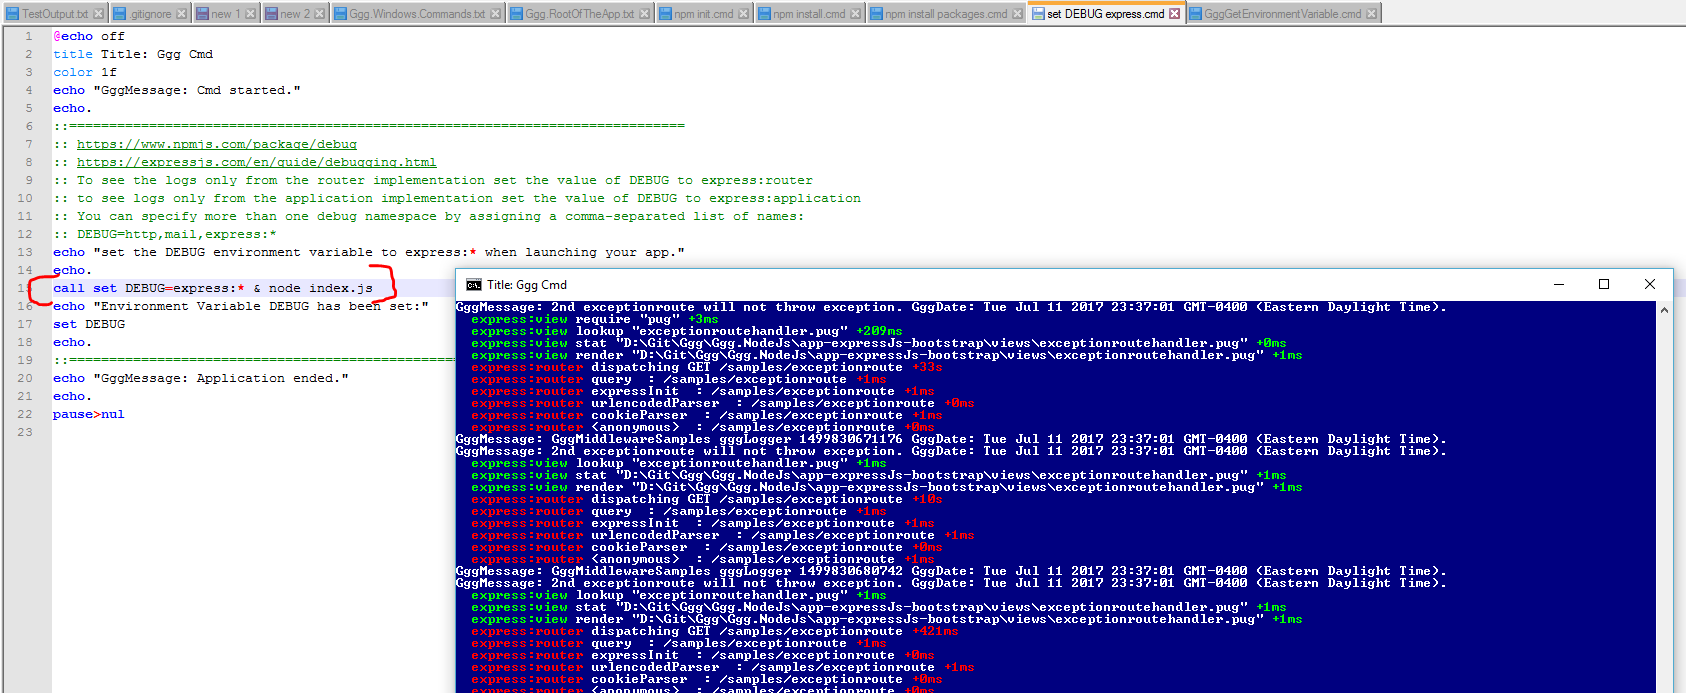 TestOutput.txt .gitignore new 1 new 2 Ggg.Windows.Commands.txt Ggg.RootOfTheApp.txt npm init.cmd npm install.cmd npm install packages.cmd set DEBUG express.cmd GggGetEnvironmentVariable.cmd
1 @echo off
2 title Title: Ggg Cmd
3 color 1f
4 echo "GggMessage: Cmd started."
5 echo.
6 ::=============================================================================
7 :: https://www.npmjs.com/package/debug
8 :: https://expressjs.com/en/guide/debugging.html
9 :: To see the logs only from the router implementation set the value of DEBUG to express:router
10 :: to see logs only from the application implementation set the value of DEBUG to express:application
11 :: You can specify more than one debug namespace by assigning a comma-separated list of names:
12 :: DEBUG=http,mail,express:*
13 echo "set the DEBUG environment variable to express:* when launching your app."
14 echo.
15 call set DEBUG=express:* & node index.js
16 echo "Environment Variable DEBUG has been set:"
17 set DEBUG
18 echo.
19 ::================================================
20 echo "GggMessage: Application ended."
21 echo.
22 pause>nul
23
Title: Ggg Cmd
GggMessage: 2nd exceptionroute will not throw exception. GggDate: Tue Jul 11 2017 23:37:01 GMT-0400 (Eastern Daylight Time).
express:view require "pug" +3ms
express:view lookup "exceptionroutehandler.pug" +209ms
express:view stat "D:\Git\Ggg\Ggg.NodeJs\app-expressJs-bootstrap\views\exceptionroutehandler.pug" +0ms
express:view render "D:\Git\Ggg\Ggg.NodeJs\app-expressJs-bootstrap\views\exceptionroutehandler.pug" +1ms
express:router dispatching GET /samples/exceptionroute +33s
express:router query  : /samples/exceptionroute +1ms
express:router expressInit  : /samples/exceptionroute +1ms
express:router urlencodedParser  : /samples/exceptionroute +0ms
express:router cookieParser  : /samples/exceptionroute +1ms
express:router <anonymous>  : /samples/exceptionroute +0ms
GggMessage: GggMiddlewareSamples gggLogger 1499830671176 GggDate: Tue Jul 11 2017 23:37:01 GMT-0400 (Eastern Daylight Time).
GggMessage: 2nd exceptionroute will not throw exception. GggDate: Tue Jul 11 2017 23:37:01 GMT-0400 (Eastern Daylight Time).
express:view lookup "exceptionroutehandler.pug" +1ms
express:view stat "D:\Git\Ggg\Ggg.NodeJs\app-expressJs-bootstrap\views\exceptionroutehandler.pug" +1ms
express:view render "D:\Git\Ggg\Ggg.NodeJs\app-expressJs-bootstrap\views\exceptionroutehandler.pug" +1ms
express:router dispatching GET /samples/exceptionroute +10s
express:router query  : /samples/exceptionroute +1ms
express:router expressInit  : /samples/exceptionroute +1ms
express:router urlencodedParser  : /samples/exceptionroute +1ms
express:router cookieParser  : /samples/exceptionroute +0ms
express:router <anonymous>  : /samples/exceptionroute +1ms
GggMessage: GggMiddlewareSamples gggLogger 1499830680742 GggDate: Tue Jul 11 2017 23:37:01 GMT-0400 (Eastern Daylight Time).
GggMessage: 2nd exceptionroute will not throw exception. GggDate: Tue Jul 11 2017 23:37:01 GMT-0400 (Eastern Daylight Time).
express:view lookup "exceptionroutehandler.pug" +1ms
express:view stat "D:\Git\Ggg\Ggg.NodeJs\app-expressJs-bootstrap\views\exceptionroutehandler.pug" +1ms
express:view render "D:\Git\Ggg\Ggg.NodeJs\app-expressJs-bootstrap\views\exceptionroutehandler.pug" +1ms
express:router dispatching GET /samples/exceptionroute +421ms
express:router query  : /samples/exceptionroute +1ms
express:router expressInit  : /samples/exceptionroute +0ms
express:router urlencodedParser  : /samples/exceptionroute +1ms
express:router cookieParser  : /samples/exceptionroute +0ms
express:router <anonymous>  : /samples/exceptionroute +0ms